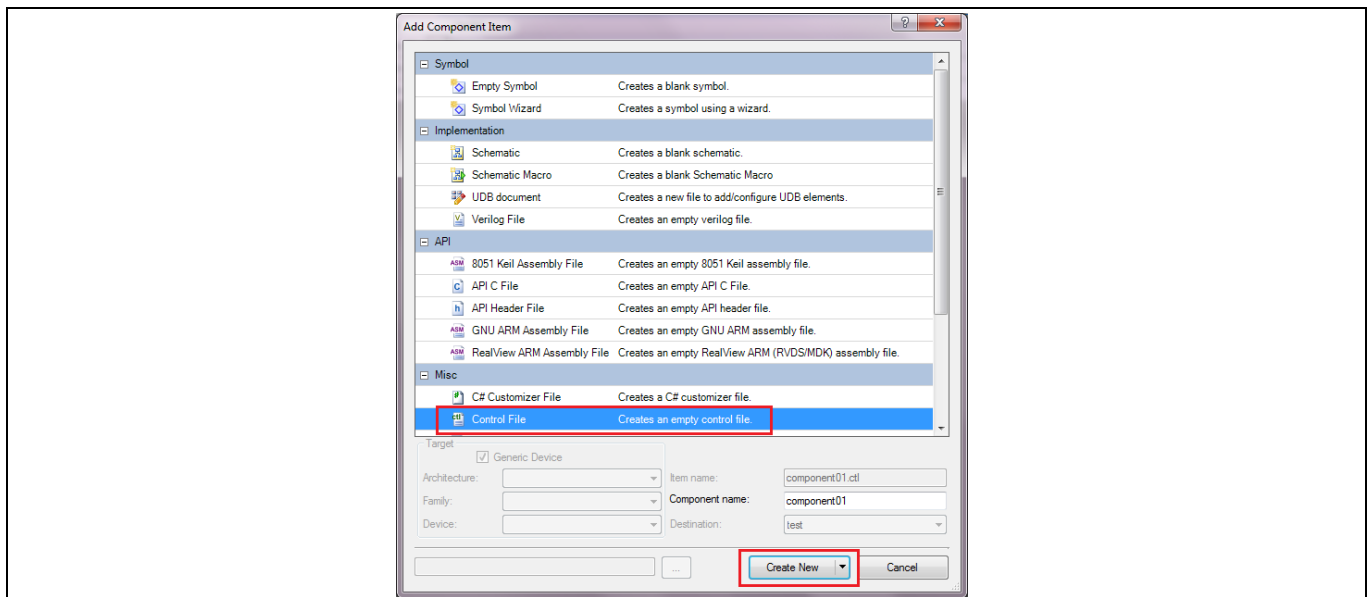 Add Component Item
Symbol
Empty Symbol Creates a blank symbol.
Symbol Wizard Creates a symbol using a wizard.
Implementation
Schematic Creates a blank schematic.
Schematic Macro Creates a blank Schematic Macro
UDB document Creates a new file to add/configure UDB elements.
Verilog File Creates an empty verilog file.
API
ASM 8051 Keil Assembly File Creates an empty 8051 Keil assembly file.
c API C File Creates an empty API C File.
h API Header File Creates an empty API header file.
ASM GNU ARM Assembly File Creates an empty GNU ARM assembly file.
ASM RealView ARM Assembly File Creates an empty RealView ARM (RVDS/MDK) assembly file.
Misc
C# Customizer File Creates a C# customizer file.
Control File Creates an empty control file.
Target
Generic Device
Architecture: Item name: component01.ctl
Family: Component name: component01
Device: Destination: test
... Create New Cancel